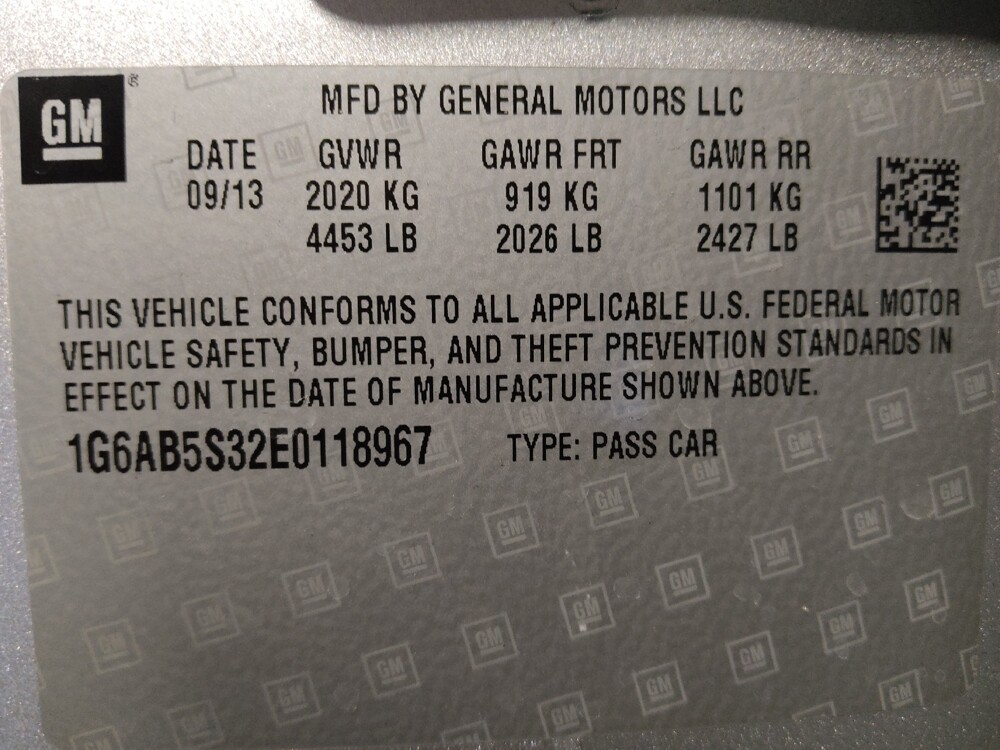 GM ®
MFD BY GENERAL MOTORS LLC
DATE GVWR GAWR FRT GAWR RR
09/13 2020 KG 919 KG 1101 KG
4453 LB 2026 LB 2427 LB
THIS VEHICLE CONFORMS TO ALL APPLICABLE U.S. FEDERAL MOTOR
VEHICLE SAFETY, BUMPER, AND THEFT PREVENTION STANDARDS IN
EFFECT ON THE DATE OF MANUFACTURE SHOWN ABOVE.
1G6AB5S32E0118967 TYPE: PASS CAR